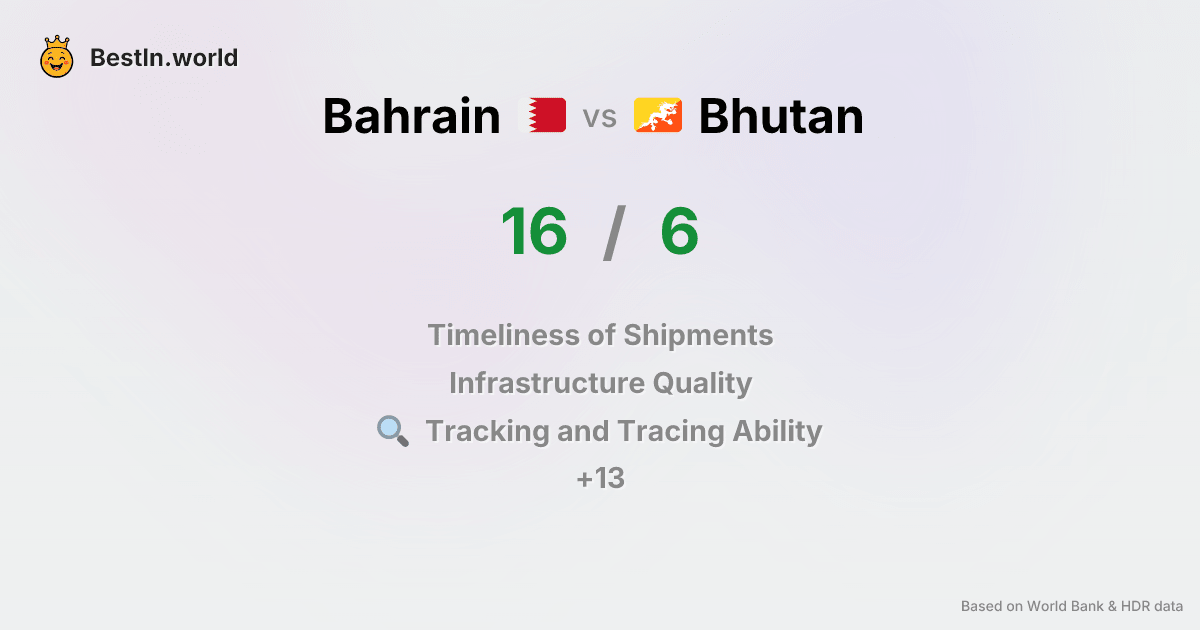 BestIn.world
Bahrain vs Bhutan
16 / 6
Timeliness of Shipments
Infrastructure Quality
Tracking and Tracing Ability
+13
Based on World Bank & HDR data